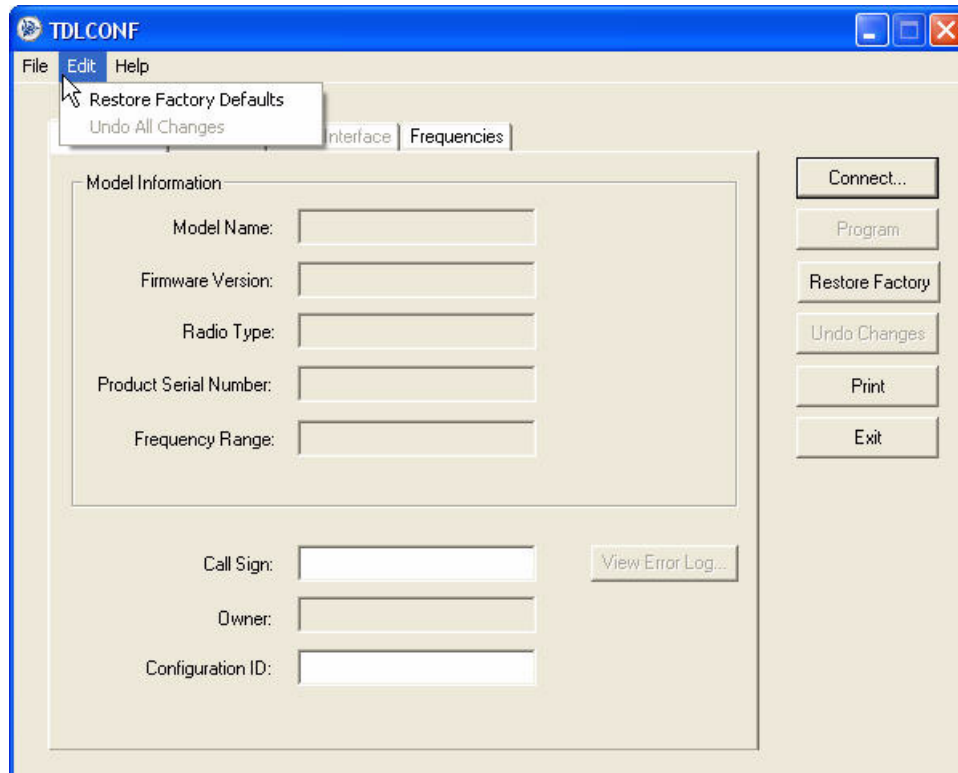 TDLCONF
File Edit Help
Restore Factory Defaults
Undo All Changes
Interface Frequencies
Model Information
Model Name:
Firmware Version:
Radio Type:
Product Serial Number:
Frequency Range:
Call Sign:
View Error Log...
Owner:
Configuration ID:
Connect...
Program
Restore Factory
Undo Changes
Print
Exit